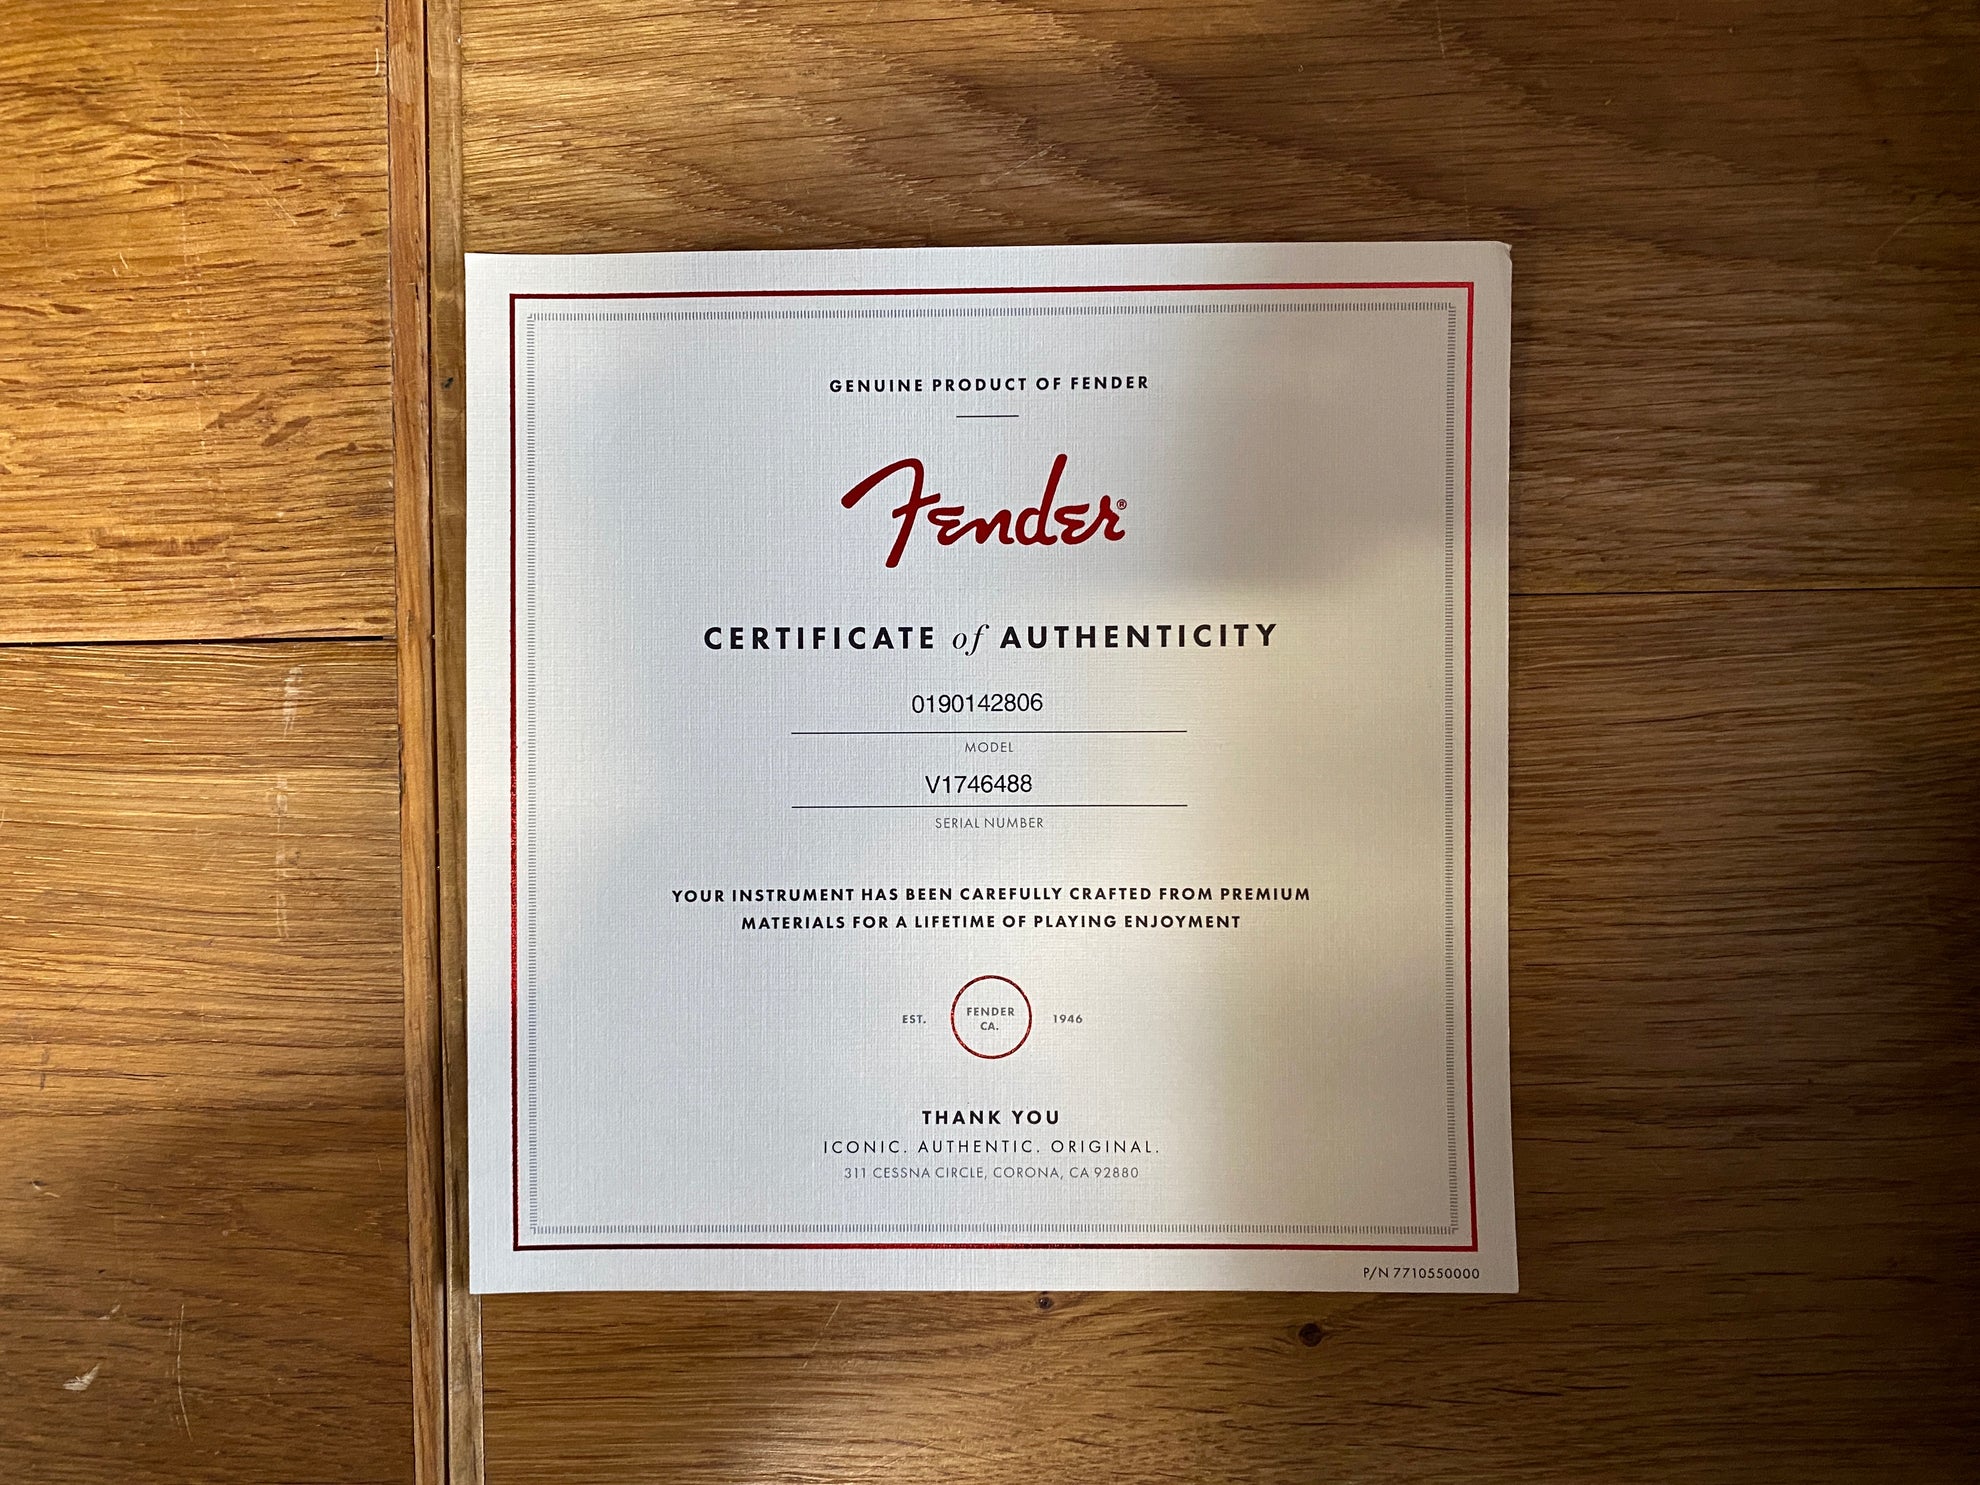 GENUINE PRODUCT OF FENDER
Fender®
CERTIFICATE of AUTHENTICITY
0190142806
MODEL
V1746488
SERIAL NUMBER
YOUR INSTRUMENT HAS BEEN CAREFULLY CRAFTED FROM PREMIUM
MATERIALS FOR A LIFETIME OF PLAYING ENJOYMENT
EST. FENDER CA. 1946
THANK YOU
ICONIC. AUTHENTIC. ORIGINAL.
311 CESSNA CIRCLE, CORONA, CA 92880
P/N 7710550000